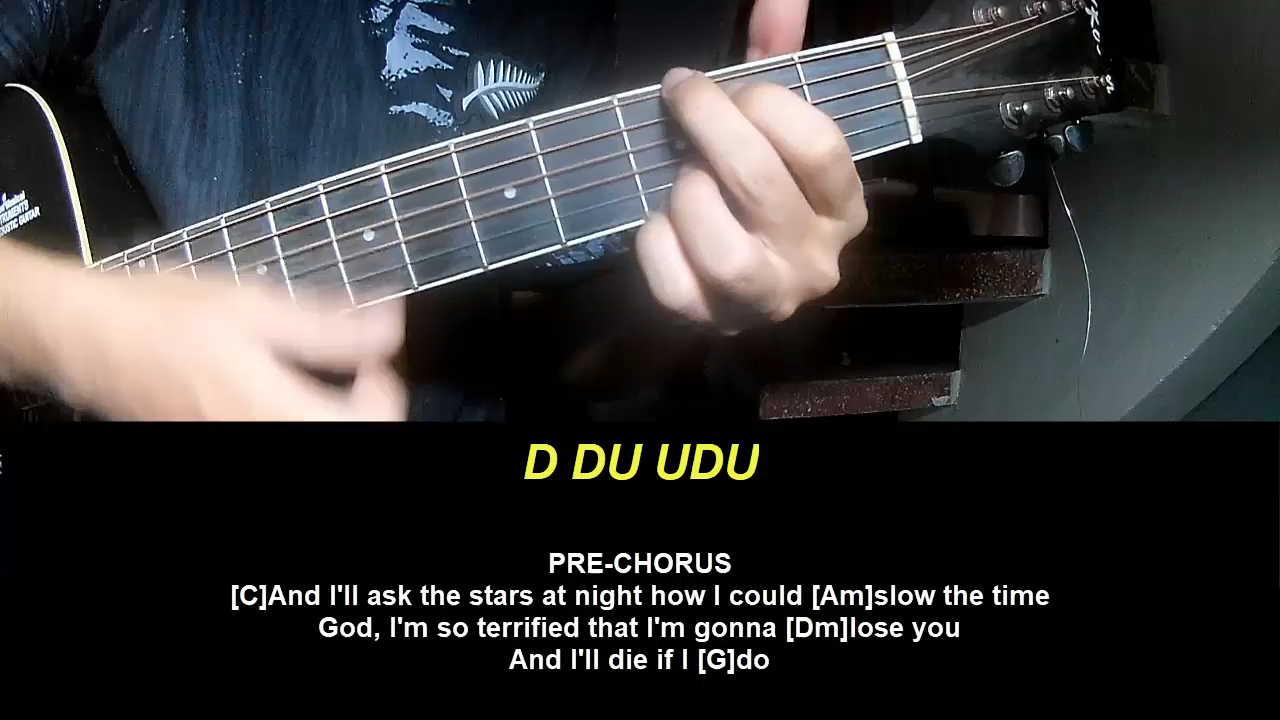 D DU UDU
PRE-CHORUS
[C]And I'll ask the stars at night how I could [Am]slow the time
God, I'm so terrified that I'm gonna [Dm]lose you
And I'll die if I [G]do